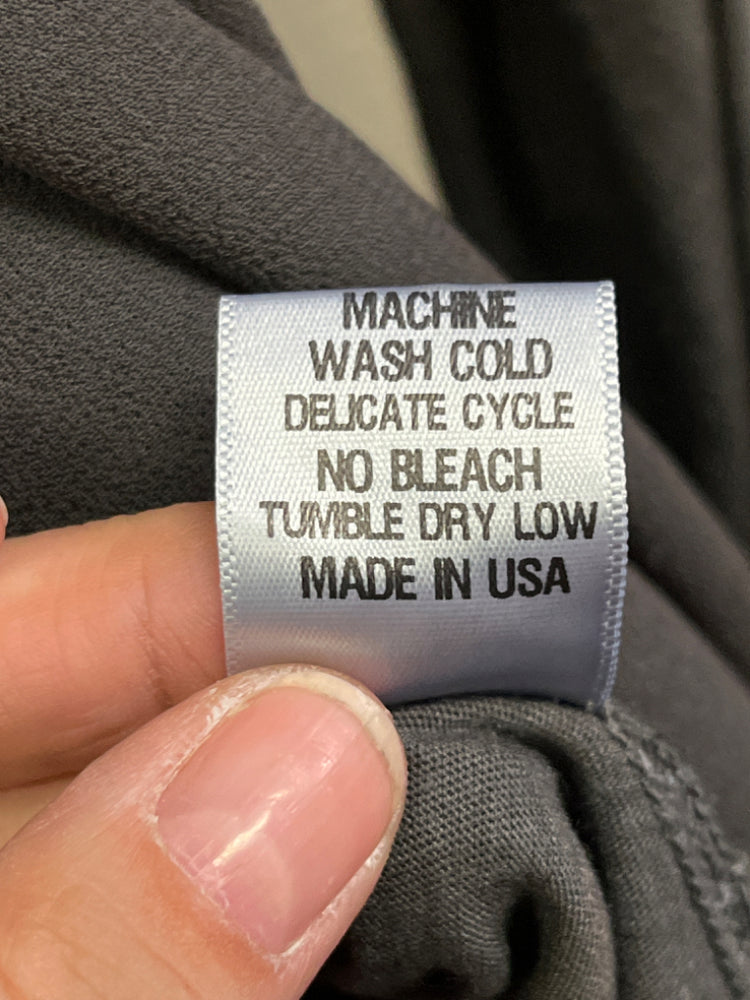 MACHINE
WASH COLD
DELICATE CYCLE
NO BLEACH
TUMBLE DRY LOW
MADE IN USA